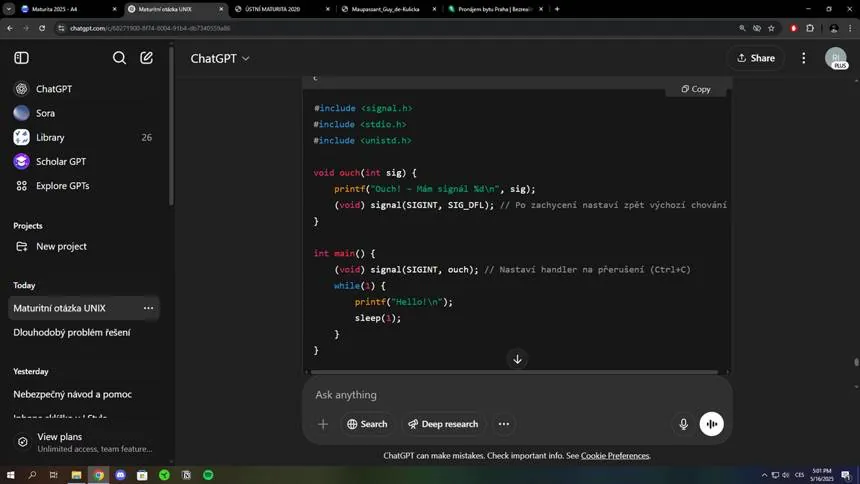 Maturita 2025 - A4
Maturitní otázka UNIX
ÚSTNÍ MATURITA 2020
Maupassant_Guy_de-Kulicka
Pronájem bytu Praha | Bezreal
chatgpt.com/c/68271900-8f74-8004-91b4-db7340559a86
ChatGPT
Share
PLUS
ChatGPT
Sora
Library 26
Scholar GPT
Explore GPTs
Projects
New project
Today
Maturitní otázka UNIX
Dlouhodobý problém řešení
Yesterday
Nebezpečný návod a pomoc
View plans
Unlimited access, team feature...
Copy
#include <signal.h>
#include <stdio.h>
#include <unistd.h>
void ouch(int sig) {
printf("Ouch! – Mám signál %d\n", sig);
(void) signal(SIGINT, SIG_DFL); // Po zachycení nastaví zpět výchozí chování
}
int main() {
(void) signal(SIGINT, ouch); // Nastaví handler na přerušení (Ctrl+C)
while(1) {
printf("Hello!\n");
sleep(1);
}
}
Ask anything
Search
Deep research
ChatGPT can make mistakes. Check important info. See Cookie Preferences.
CES
5:01 PM
5/16/2025